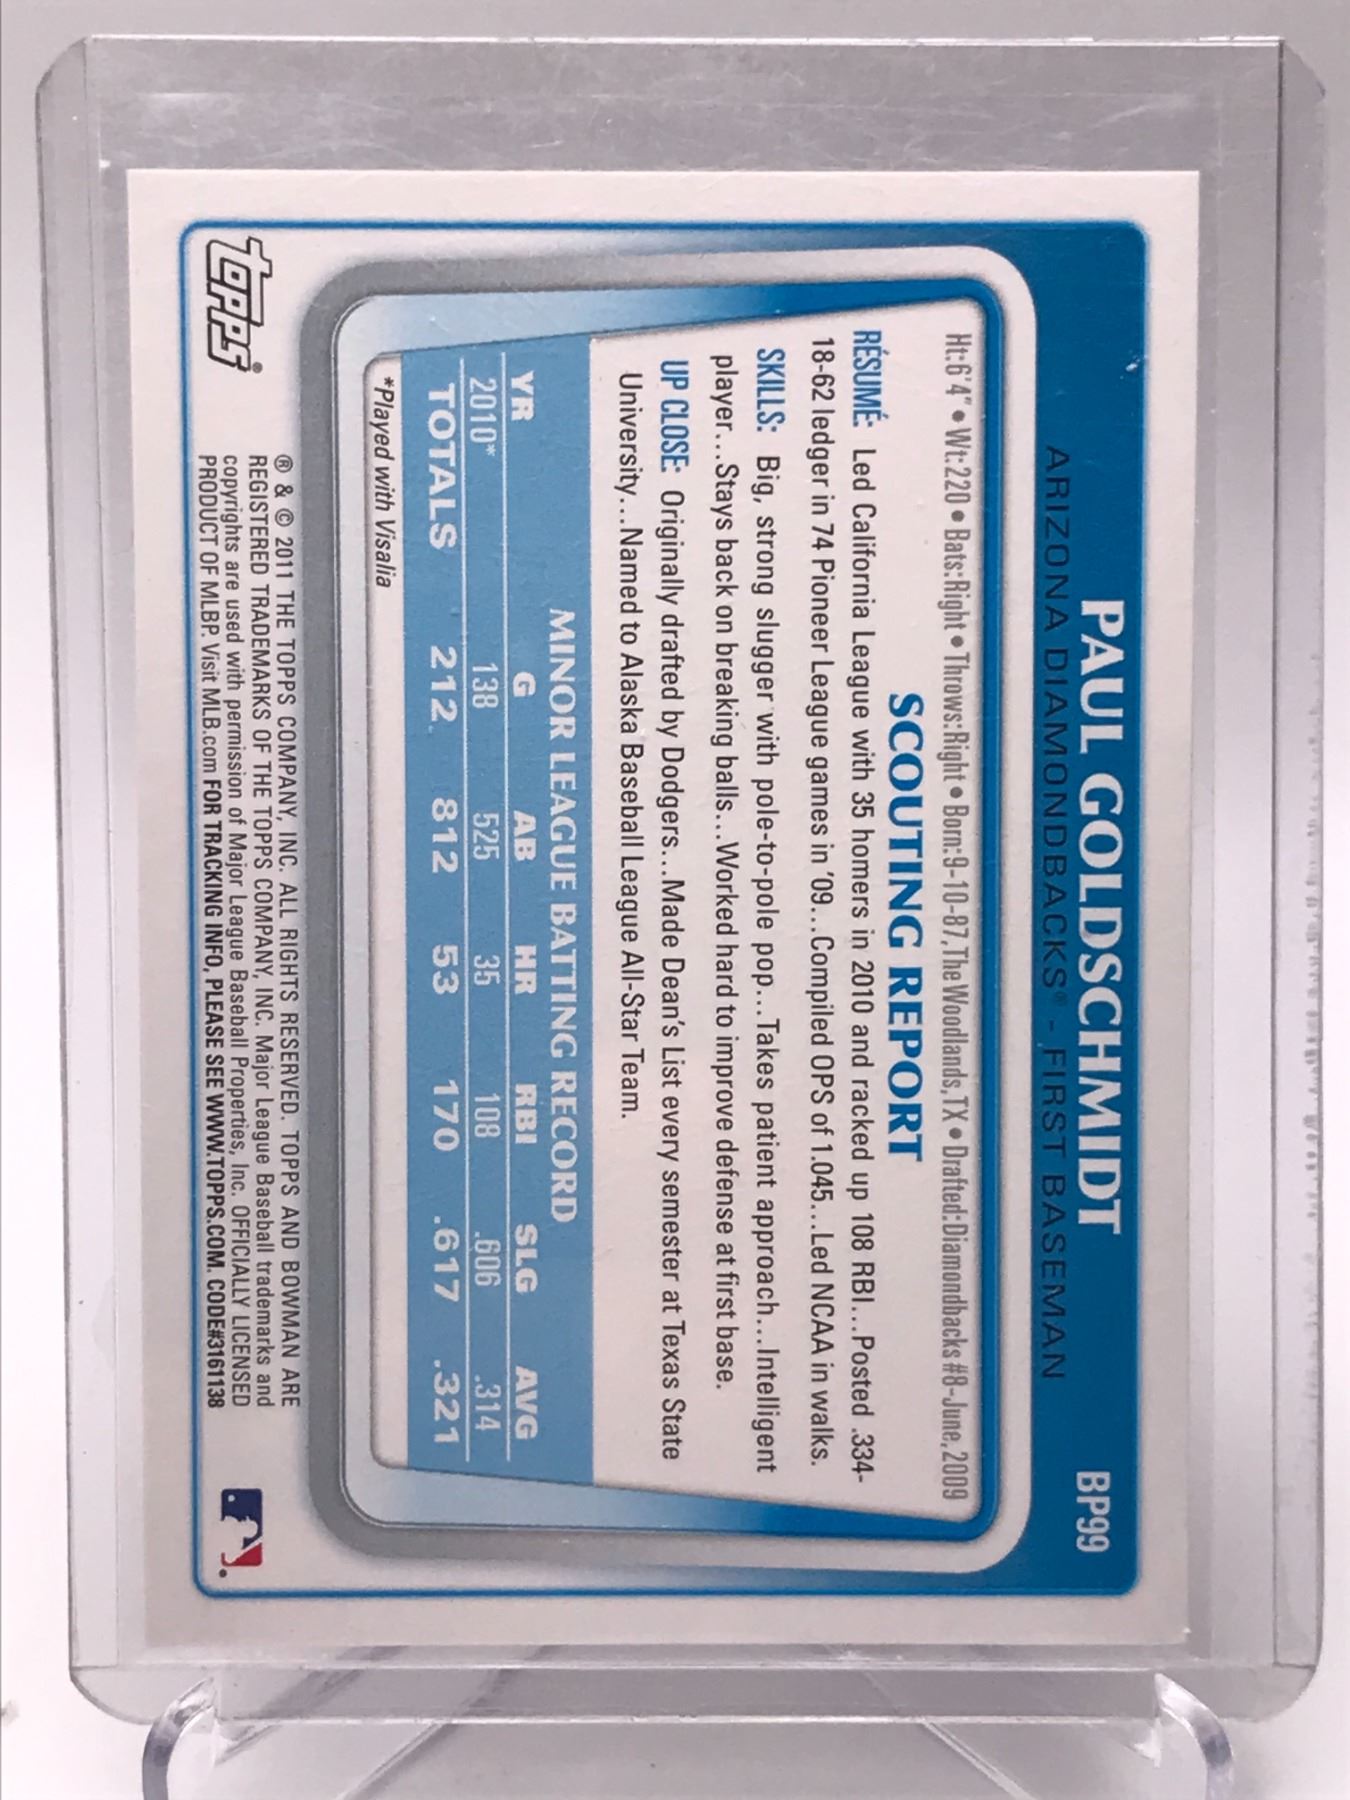 PAUL GOLDSCHMIDT BP99
ARIZONA DIAMONDBACKS® - FIRST BASEMAN
Ht:6'4" • Wt:220 • Bats:Right • Throws:Right • Born:9-10-87, The Woodlands, TX • Drafted:Diamondbacks #8-June, 2009
SCOUTING REPORT
RÉSUMÉ: Led California League with 35 homers in 2010 and racked up 108 RBI...Posted .334-
18-62 ledger in 74 Pioneer League games in '09...Compiled OPS of 1.045...Led NCAA in walks.
SKILLS: Big, strong slugger with pole-to-pole pop...Takes patient approach...Intelligent
player...Stays back on breaking balls...Worked hard to improve defense at first base.
UP CLOSE: Originally drafted by Dodgers...Made Dean's List every semester at Texas State
University...Named to Alaska Baseball League All-Star Team.
MINOR LEAGUE BATTING RECORD
YR G AB HR RBI SLG AVG
2010* 138 525 35 108 .606 .314
TOTALS 212 812 53 170 .617 .321
*Played with Visalia
® & © 2011 THE TOPPS COMPANY, INC. ALL RIGHTS RESERVED. TOPPS AND BOWMAN ARE
REGISTERED TRADEMARKS OF THE TOPPS COMPANY, INC. Major League Baseball trademarks and
copyrights are used with permission of Major League Baseball Properties, Inc. OFFICIALLY LICENSED
PRODUCT OF MLBP. Visit MLB.com FOR TRACKING INFO, PLEASE SEE WWW.TOPPS.COM. CODE#3161138
topps®